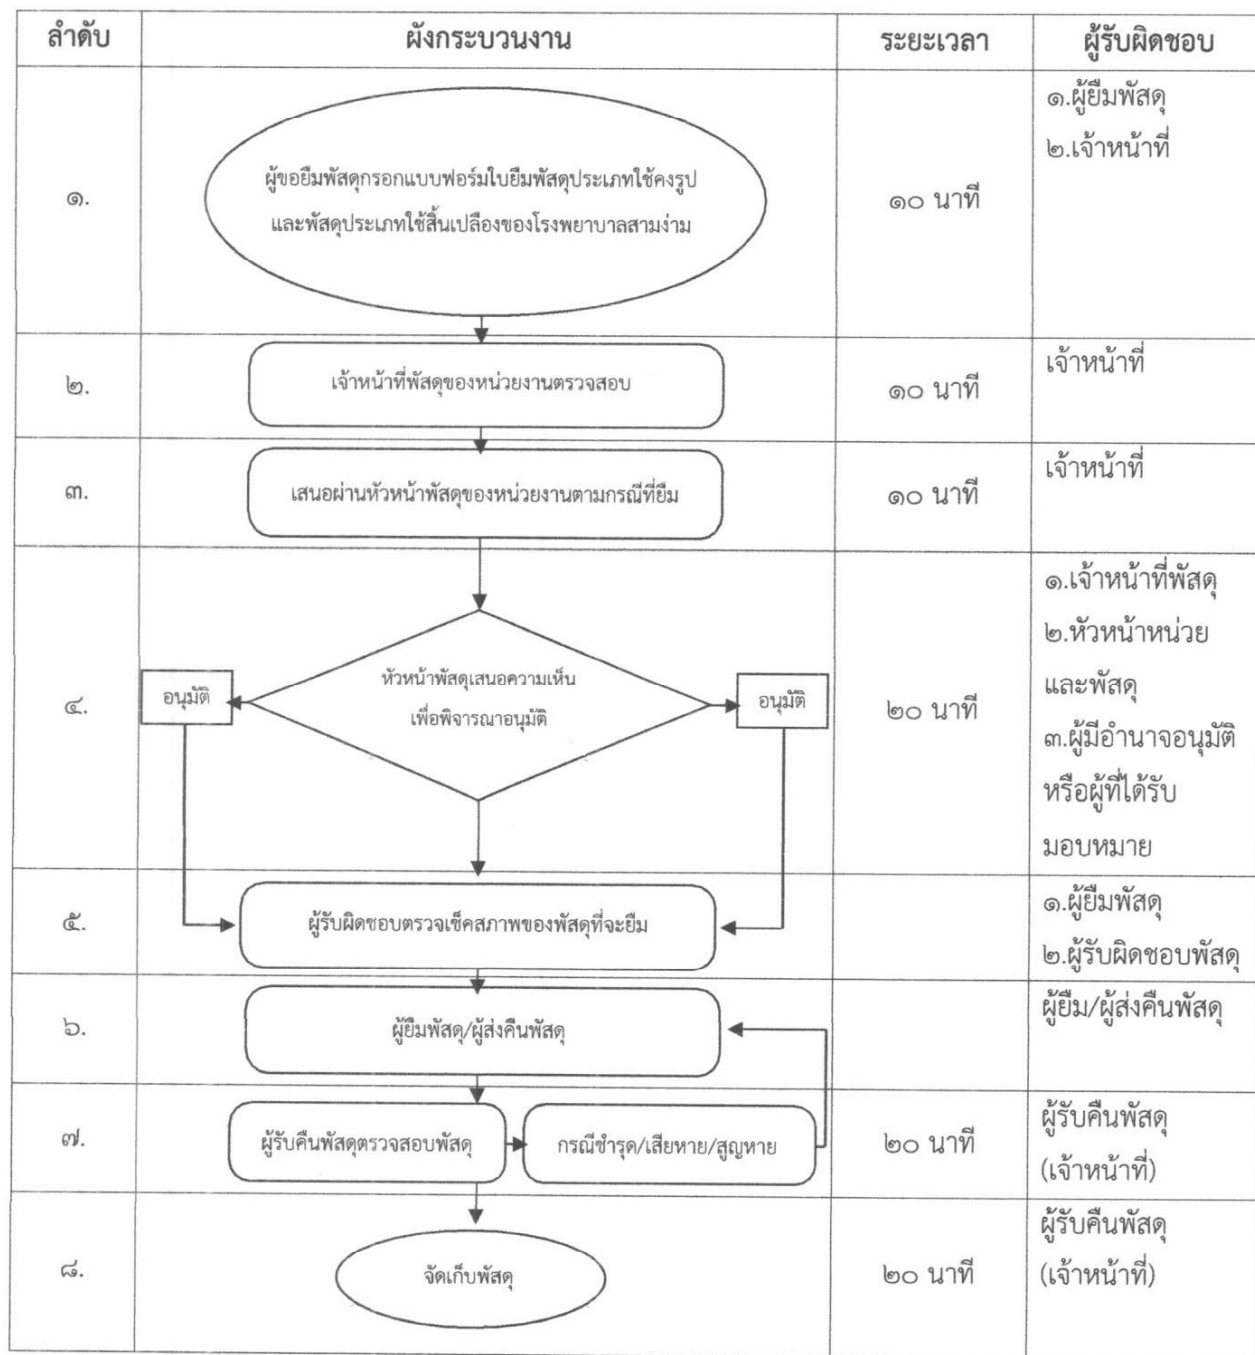 ลำดับ ผังกระบวนงาน ระยะเวลา ผู้รับผิดชอบ
๑.
ผู้ขอยืมพัสดุกรอกแบบฟอร์มใบยืมพัสดุประเภทใช้คงรูป
และพัสดุประเภทใช้สิ้นเปลืองของโรงพยาบาลสามง่าม
๑๐ นาที
๑.ผู้ยืมพัสดุ
๒.เจ้าหน้าที่
๒.
เจ้าหน้าที่พัสดุของหน่วยงานตรวจสอบ
๑๐ นาที
เจ้าหน้าที่
๓.
เสนอผ่านหัวหน้าพัสดุของหน่วยงานตามกรณีที่ยืม
๑๐ นาที
เจ้าหน้าที่
๔.
อนุมัติ
หัวหน้าพัสดุเสนอความเห็น
เพื่อพิจารณาอนุมัติ
อนุมัติ
๒๐ นาที
๑.เจ้าหน้าที่พัสดุ
๒.หัวหน้าหน่วย
และพัสดุ
๓.ผู้มีอำนาจอนุมัติ
หรือผู้ที่ได้รับ
มอบหมาย
๕.
ผู้รับผิดชอบตรวจเช็คสภาพของพัสดุที่จะยืม
๑.ผู้ยืมพัสดุ
๒.ผู้รับผิดชอบพัสดุ
๖.
ผู้ยืมพัสดุ/ผู้ส่งคืนพัสดุ
ผู้ยืม/ผู้ส่งคืนพัสดุ
๗.
ผู้รับคืนพัสดุตรวจสอบพัสดุ
กรณีชำรุด/เสียหาย/สูญหาย
๒๐ นาที
ผู้รับคืนพัสดุ
(เจ้าหน้าที่)
๘.
จัดเก็บพัสดุ
๒๐ นาที
ผู้รับคืนพัสดุ
(เจ้าหน้าที่)